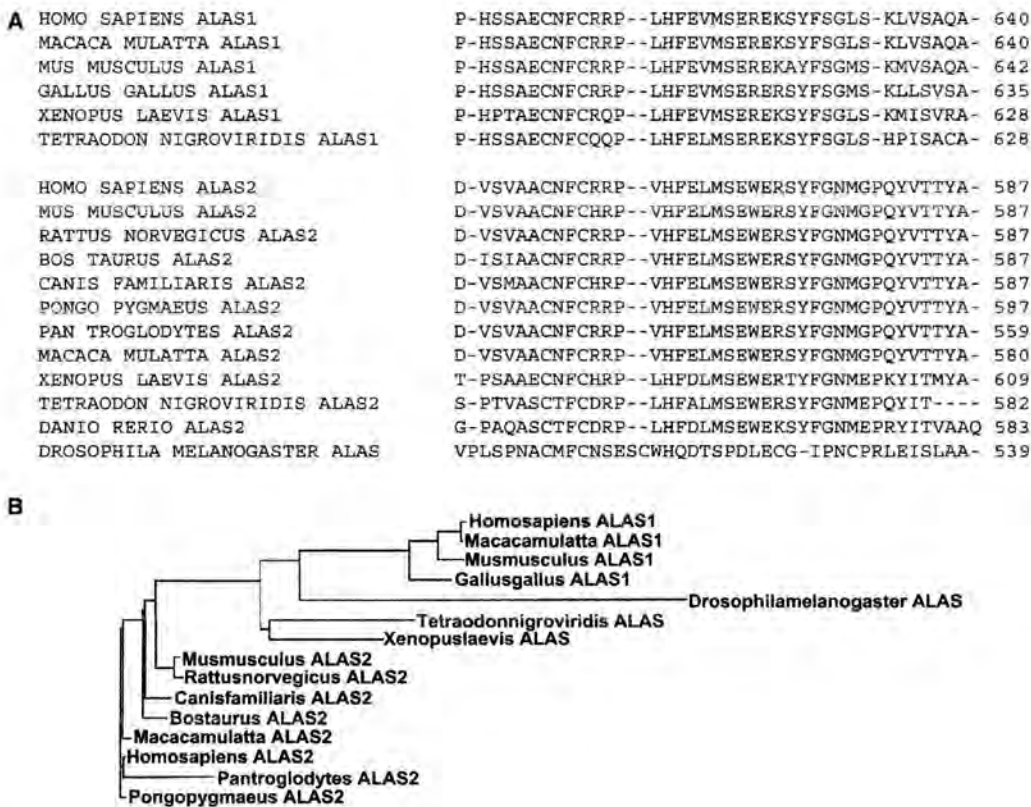 A
HOMO SAPIENS ALAS1 P-HSSAECNFCRRP--LHFEVMSEREKSYFSGLS-KLVSAQA- 640
MACACA MULATTA ALAS1 P-HSSAECNFCRRP--LHFEVMSEREKSYFSGLS-KLVSAQA- 640
MUS MUSCULUS ALAS1 P-HSSAECNFCRRP--LHFEVMSEREKAYFSGMS-KMVSAQA- 642
GALLUS GALLUS ALAS1 P-HSSAECNFCRRP--LHFEVMSEREKSYFSGMS-KLLSVSA- 635
XENOPUS LAEVIS ALAS1 P-HPTAECNFCRQP--LHFEVMSEREKSYFSGLS-KMISVRA- 628
TETRAODON NIGROVIRIDIS ALAS1 P-HSSAECNFCQQP--LHFELMSEREKSYFSGLS-HPISACA- 628
HOMO SAPIENS ALAS2 D-VSVAACNFCRRP--VHFELMSEWERSYFGNMGPQYVTTYA- 587
MUS MUSCULUS ALAS2 D-VSVAACNFCHRP--VHFELMSEWERSYFGNMGPQYVTTYA- 587
RATTUS NORVEGICUS ALAS2 D-VSVAACNFCHRP--VHFELMSEWERSYFGNMGPQYVTTYA- 587
BOS TAURUS ALAS2 D-ISIAACNFCRRP--VHFELMSEWERSYFGNMGPQYVTTYA- 587
CANIS FAMILIARIS ALAS2 D-VSMAACNFCRRP--VHFELMSEWERSYFGNMGPQYVTTYA- 587
PONGO PYGMAEUS ALAS2 D-VSVAACNFCRRP--VHFELMSEWERSYFGNMGPQYVTTYA- 587
PAN TROGLODYTES ALAS2 D-VSVAACNFCRRP--VHFELMSEWERSYFGNMGPQYVTTYA- 559
MACACA MULATTA ALAS2 D-VSVAACNFCRRP--VHFELMSEWERSYFGNMGPQYVTTYA- 580
XENOPUS LAEVIS ALAS2 T-PSAAECNFCHRP--LHFDLMSEWERTYFGNMEPKYITMYA- 609
TETRAODON NIGROVIRIDIS ALAS2 S-PTVASCTFCDRP--LHFALMSEWERSYFGNMEPQYIT---- 582
DANIO RERIO ALAS2 G-PAQASCTFCDRP--LHFDLMSEWEKSYFGNMEPRYITVAAQ 583
DROSOPHILA MELANOGASTER ALAS VPLSPNACMFCNSESCWHQDTSPDLECG-IPNCPRLEISLAA- 539
B
Homosapiens ALAS1
Macacamulatta ALAS1
Musmusculus ALAS1
Gallusgallus ALAS1
Drosophilamelanogaster ALAS
Tetraodonnigroviridis ALAS
Xenopuslaevis ALAS
Musmusculus ALAS2
Rattusnorvegicus ALAS2
Canisfamiliaris ALAS2
Bostaurus ALAS2
Macacamulatta ALAS2
Homosapiens ALAS2
Pantroglodytes ALAS2
Pongopygmaeus ALAS2